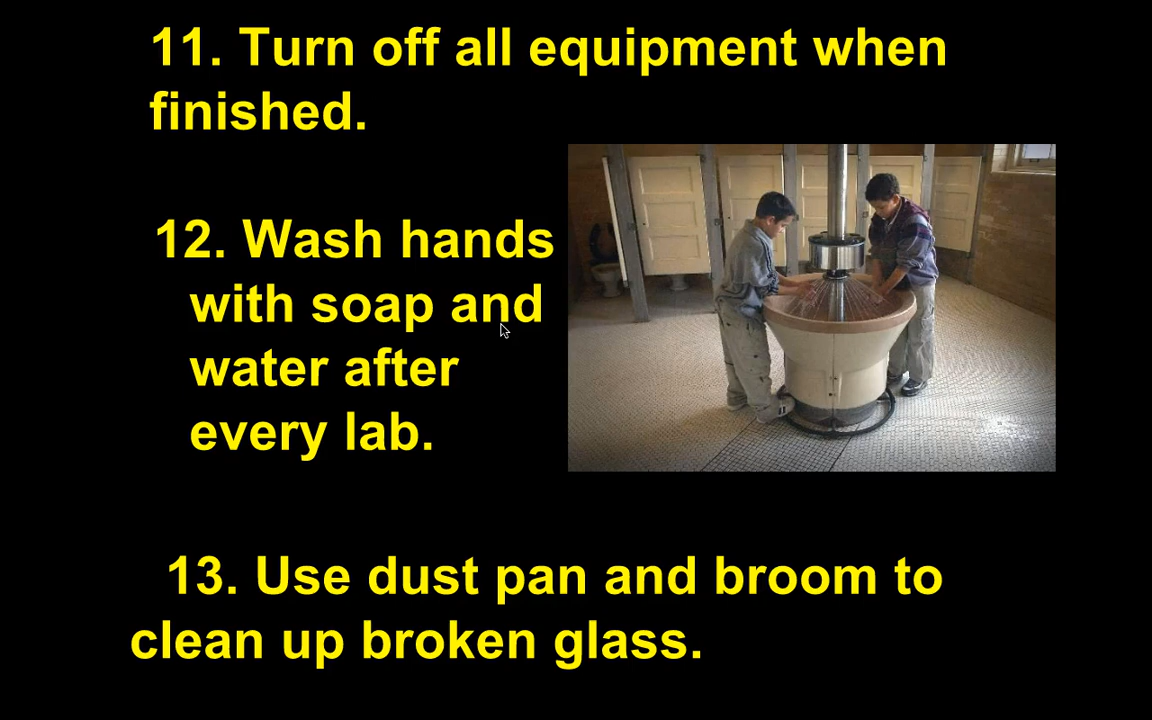 11. Turn off all equipment when
finished.
12. Wash hands
with soap and
water after
every lab.
13. Use dust pan and broom to
clean up broken glass.